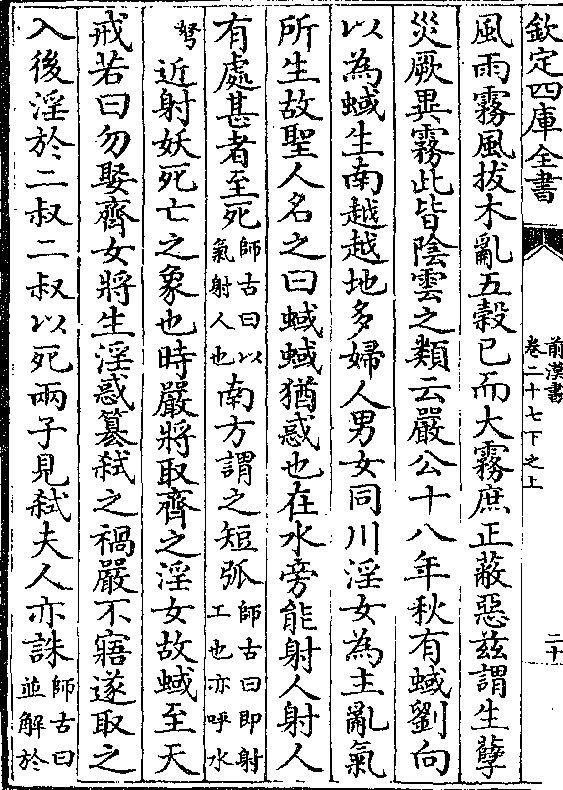 欽定四庫全書
前漢書
卷二十七下之上
二十
風雨霧風拔木亂五穀已而大霧庶正蔽惡兹謂生孽
災厥異霧此皆陰雲之類云嚴公十八年秋有蜮劉向
以為蜮生南越越地多婦人男女同川淫女為主亂氣
所生故聖人名之曰蜮蜮猶惑也在水旁能射人射人
有處甚者至死師古曰以氣射人也南方謂之短弧師古曰即射工也亦呼水
弩近射妖死亡之象也時嚴將取齊之淫女故蜮至天
戒若曰勿娶齊女將生淫惑篡弒之禍嚴不寤遂取之
入後淫於二叔二叔以死兩子見弒夫人亦誅師古曰並解於